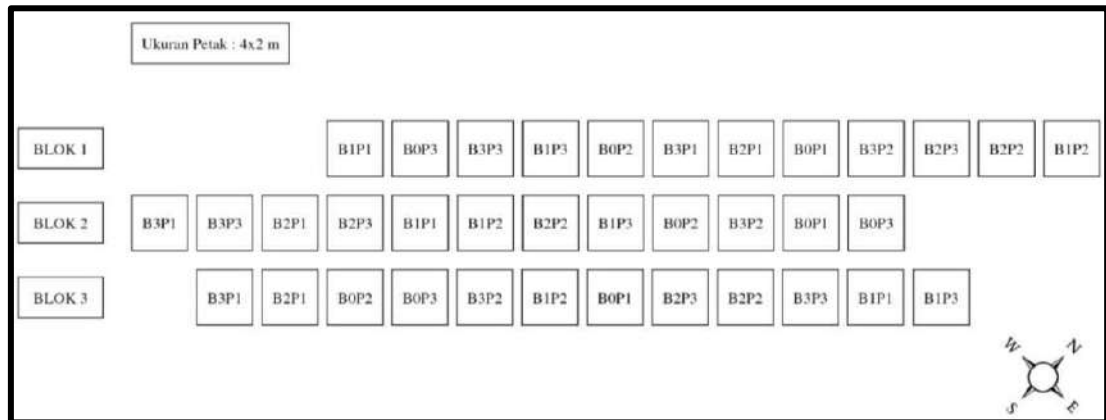 Ukuran Petak : 4x2 m
BLOK 1 B1P1 B0P3 B3P3 B1P3 B0P2 B3P1 B2P1 B0P1 B3P2 B2P3 B2P2 B1P2
BLOK 2 B3P1 B3P3 B2P1 B2P3 B1P1 B1P2 B2P2 B1P3 B0P2 B3P2 B0P1 B0P3
BLOK 3 B3P1 B2P1 B0P2 B0P3 B3P2 B1P2 B0P1 B2P3 B2P2 B3P3 B1P1 B1P3
W N
S E